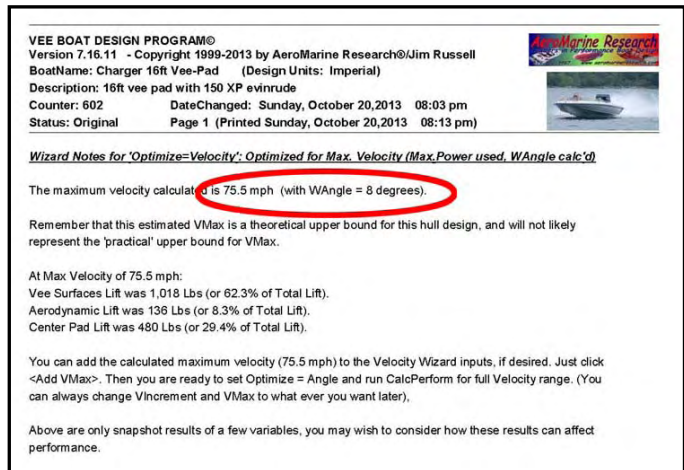 VEE BOAT DESIGN PROGRAM©
AeroMarine Research
Version 7.16.11 - Copyright 1999-2013 by AeroMarine Research®/Jim Russell
BoatName: Charger 16ft Vee-Pad (Design Units: Imperial)
Description: 16ft vee pad with 150 XP evinrude
Counter: 602 DateChanged: Sunday, October 20,2013 08:03 pm
Status: Original Page 1 (Printed Sunday, October 20,2013 08:13 pm)
Wizard Notes for 'Optimize=Velocity': Optimized for Max. Velocity (Max.Power used, WAngle calc'd)
The maximum velocity calculated is 75.5 mph (with WAngle = 8 degrees).
Remember that this estimated VMax is a theoretical upper bound for this hull design, and will not likely
represent the 'practical' upper bound for VMax.
At Max Velocity of 75.5 mph:
Vee Surfaces Lift was 1,018 Lbs (or 62.3% of Total Lift).
Aerodynamic Lift was 136 Lbs (or 8.3% of Total Lift).
Center Pad Lift was 480 Lbs (or 29.4% of Total Lift).
You can add the calculated maximum velocity (75.5 mph) to the Velocity Wizard inputs, if desired. Just click
<Add VMax>. Then you are ready to set Optimize = Angle and run CalcPerform for full Velocity range. (You
can always change VIncrement and VMax to what ever you want later),
Above are only snapshot results of a few variables, you may wish to consider how these results can affect
performance.